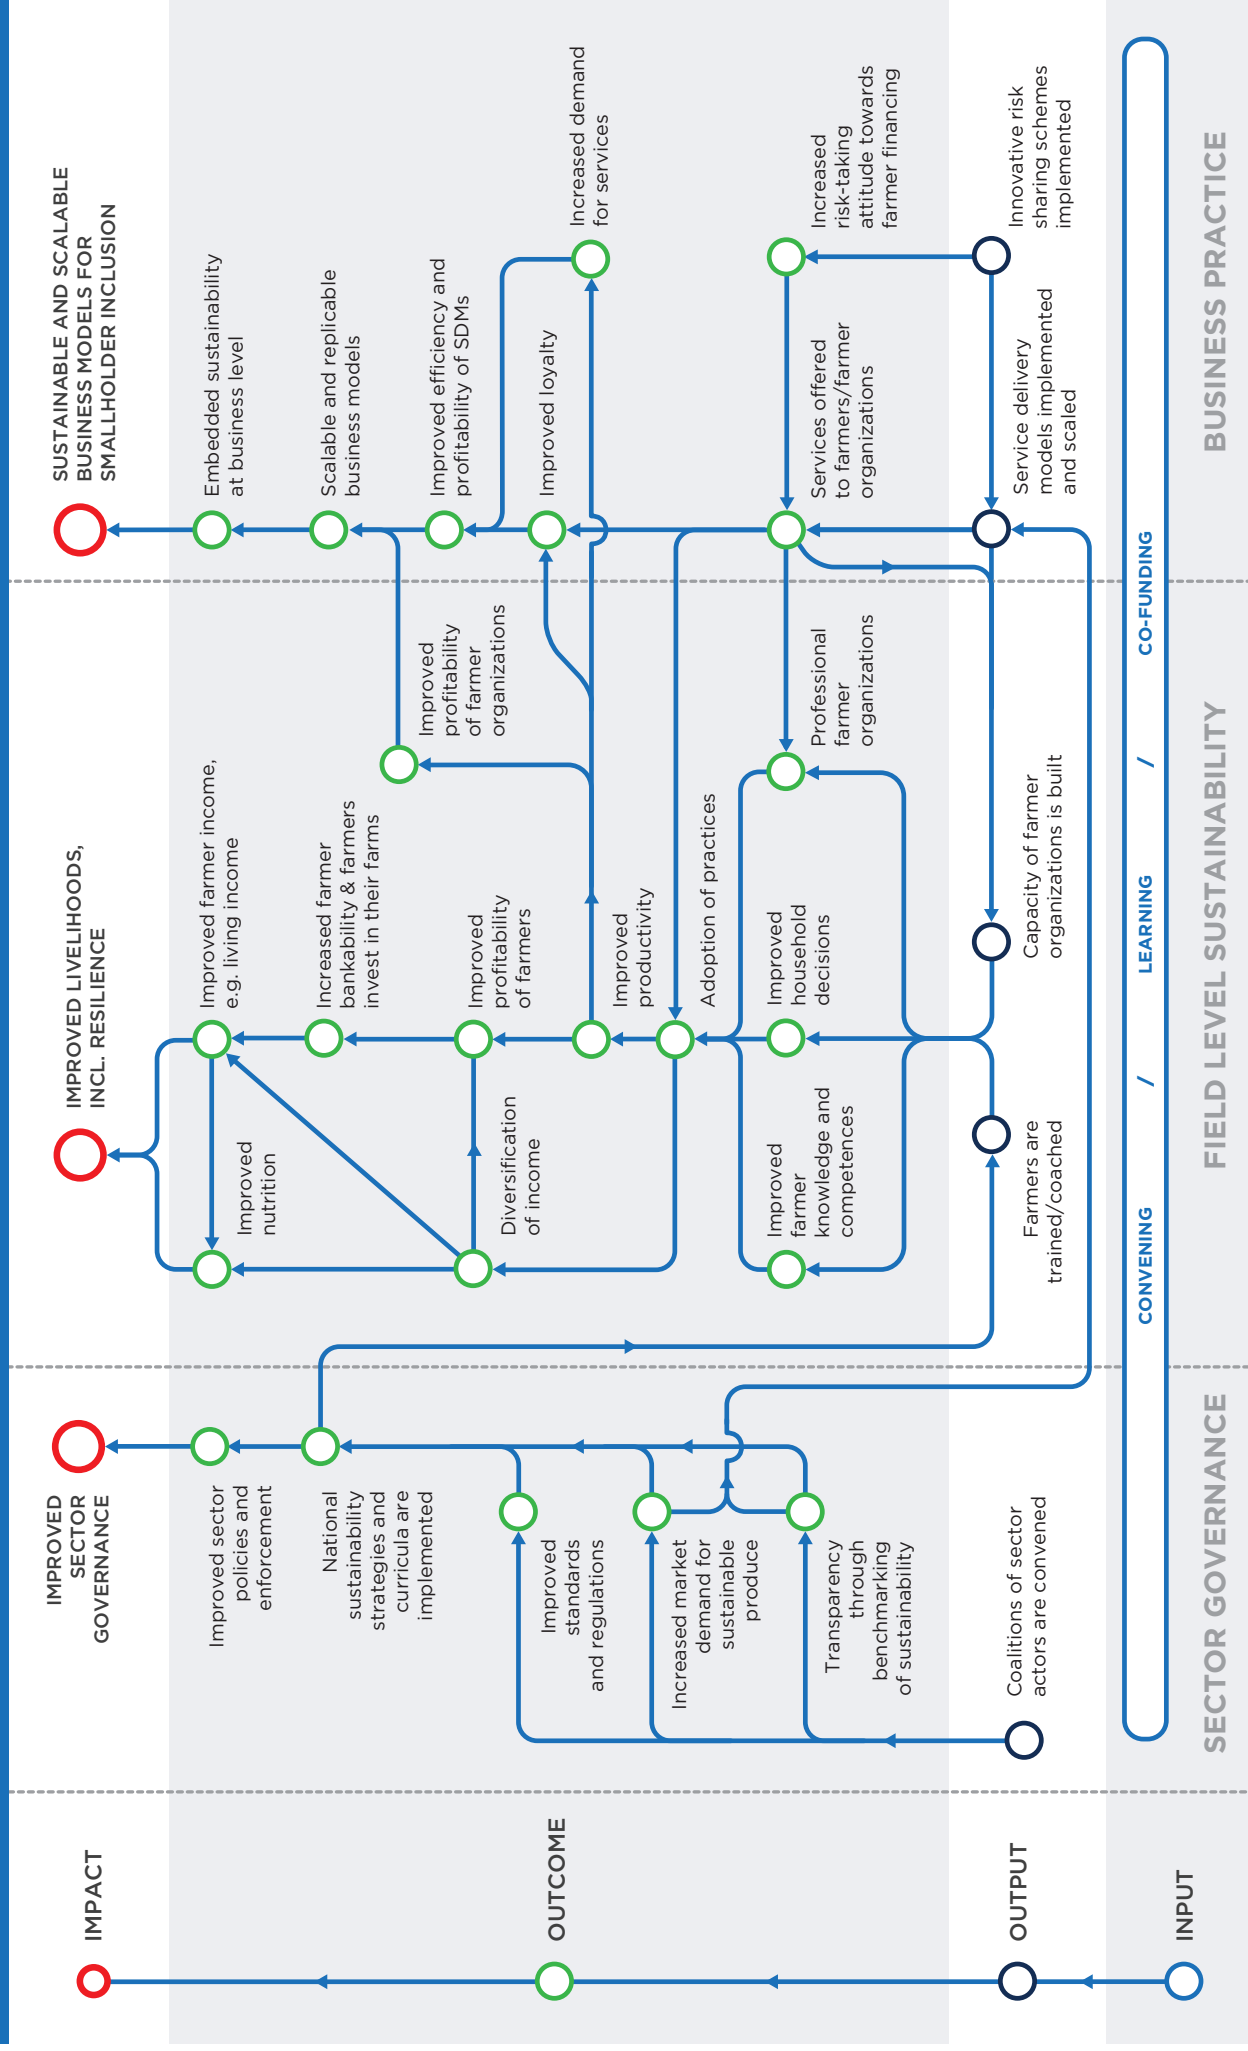 IMPACT
OUTCOME
OUTPUT
INPUT
IMPROVED
SECTOR
GOVERNANCE
Improved sector
policies and
enforcement
National
sustainability
strategies and
curricula are
implemented
Improved
standards
and regulations
Increased market
demand for
sustainable
produce
Transparency
through
benchmarking
of sustainability
Coalitions of sector
actors are convened
SECTOR GOVERNANCE
IMPROVED LIVELIHOODS,
INCL. RESILIENCE
Improved farmer income,
e.g. living income
Improved
nutrition
Increased farmer
bankability & farmers
invest in their farms
Improved
profitability
of farmers
Diversification
of income
Improved
profitability
of farmer
organizations
Improved
productivity
Adoption of practices
Improved
farmer
knowledge and
competences
Improved
household
decisions
Professional
farmer
organizations
Farmers are
trained/coached
Capacity of farmer
organizations is built
FIELD LEVEL SUSTAINABILITY
SUSTAINABLE AND SCALABLE
BUSINESS MODELS FOR
SMALLHOLDER INCLUSION
Embedded sustainability
at business level
Scalable and replicable
business models
Improved efficiency and
profitability of SDMs
Improved loyalty
Increased demand
for services
Services offered
to farmers/farmer
organizations
Increased
risk-taking
attitude towards
farmer financing
Service delivery
models implemented
and scaled
Innovative risk
sharing schemes
implemented
BUSINESS PRACTICE
CONVENING / LEARNING / CO-FUNDING